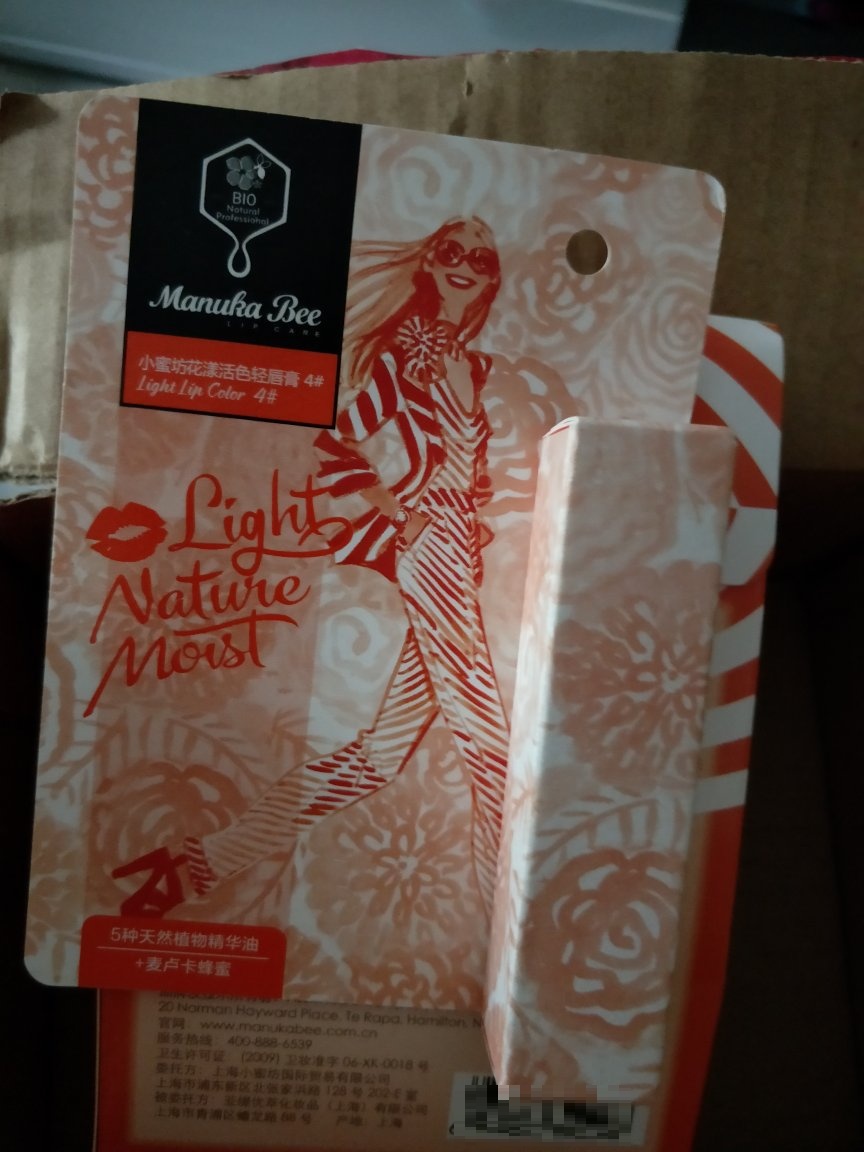 BIO
Natural
Professional
Manuka Bee
LIP CARE
小蜜坊花漾活色轻唇膏 4#
Light Lip Color 4#
Light
Nature
Moist
5种天然植物精华油
+麦卢卡蜂蜜
20 Norman Hayward Place, Te Rapa, Hamilton, N
官网：www.manukabee.com.cn
服务热线：400-888-6539
卫生许可证：(2009) 卫妆准字 06-XK-0018 号
委托方：上海小蜜坊国际贸易有限公司
上海市浦东新区北张家浜路 128 号 202-E 室
被委托方：亚缇优萃化妆品（上海）有限公司
上海市青浦区蟠龙路 88 号 产地：上海